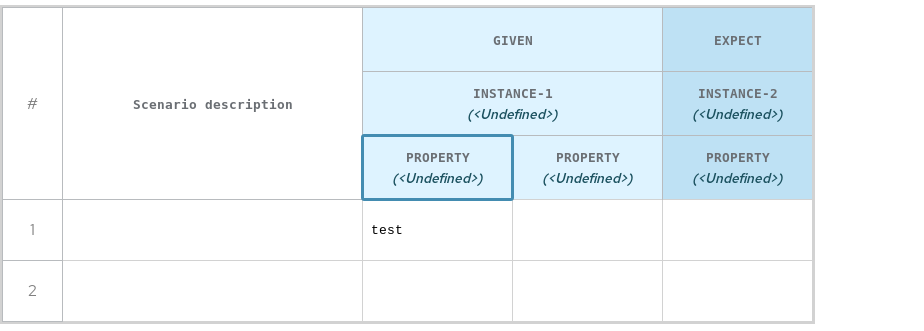 #
Scenario description
GIVEN
EXPECT
INSTANCE-1
(<Undefined>)
INSTANCE-2
(<Undefined>)
PROPERTY
(<Undefined>)
PROPERTY
(<Undefined>)
PROPERTY
(<Undefined>)
1
test
2